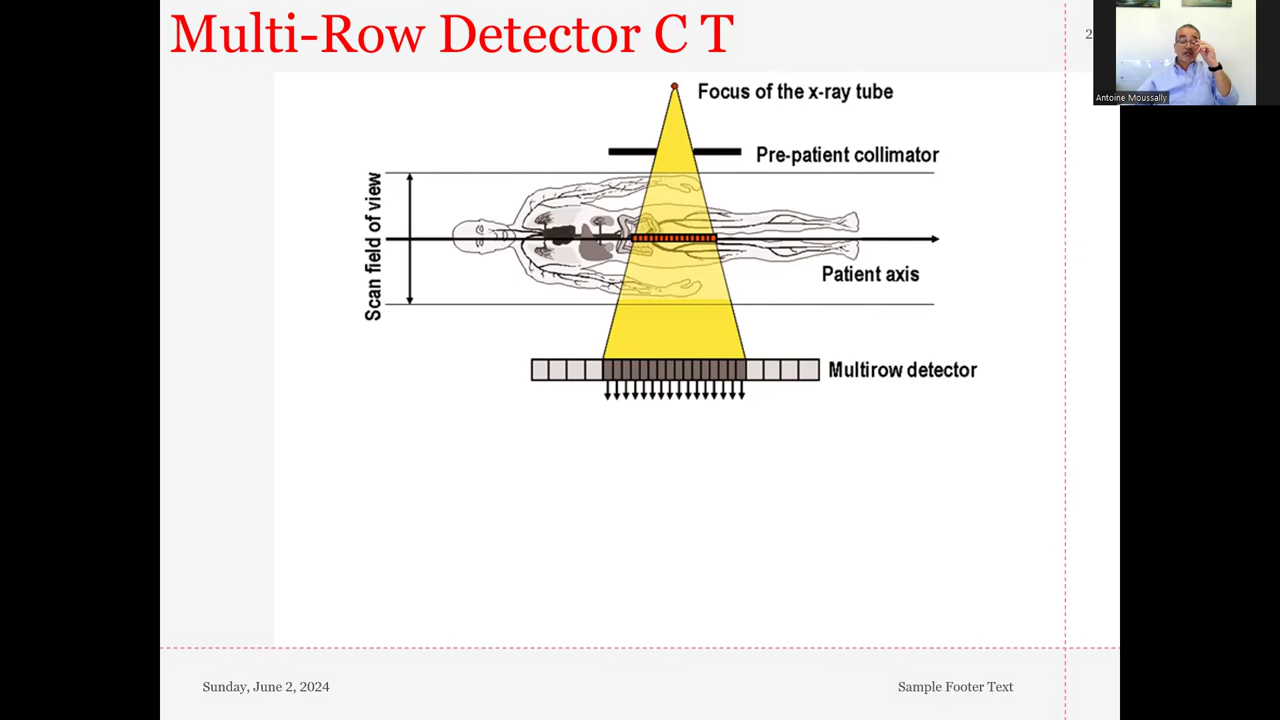 Multi-Row Detector C T
2
Antoine Moussally
Focus of the x-ray tube
Pre-patient collimator
Scan field of view
Patient axis
Multirow detector
Sunday, June 2, 2024
Sample Footer Text